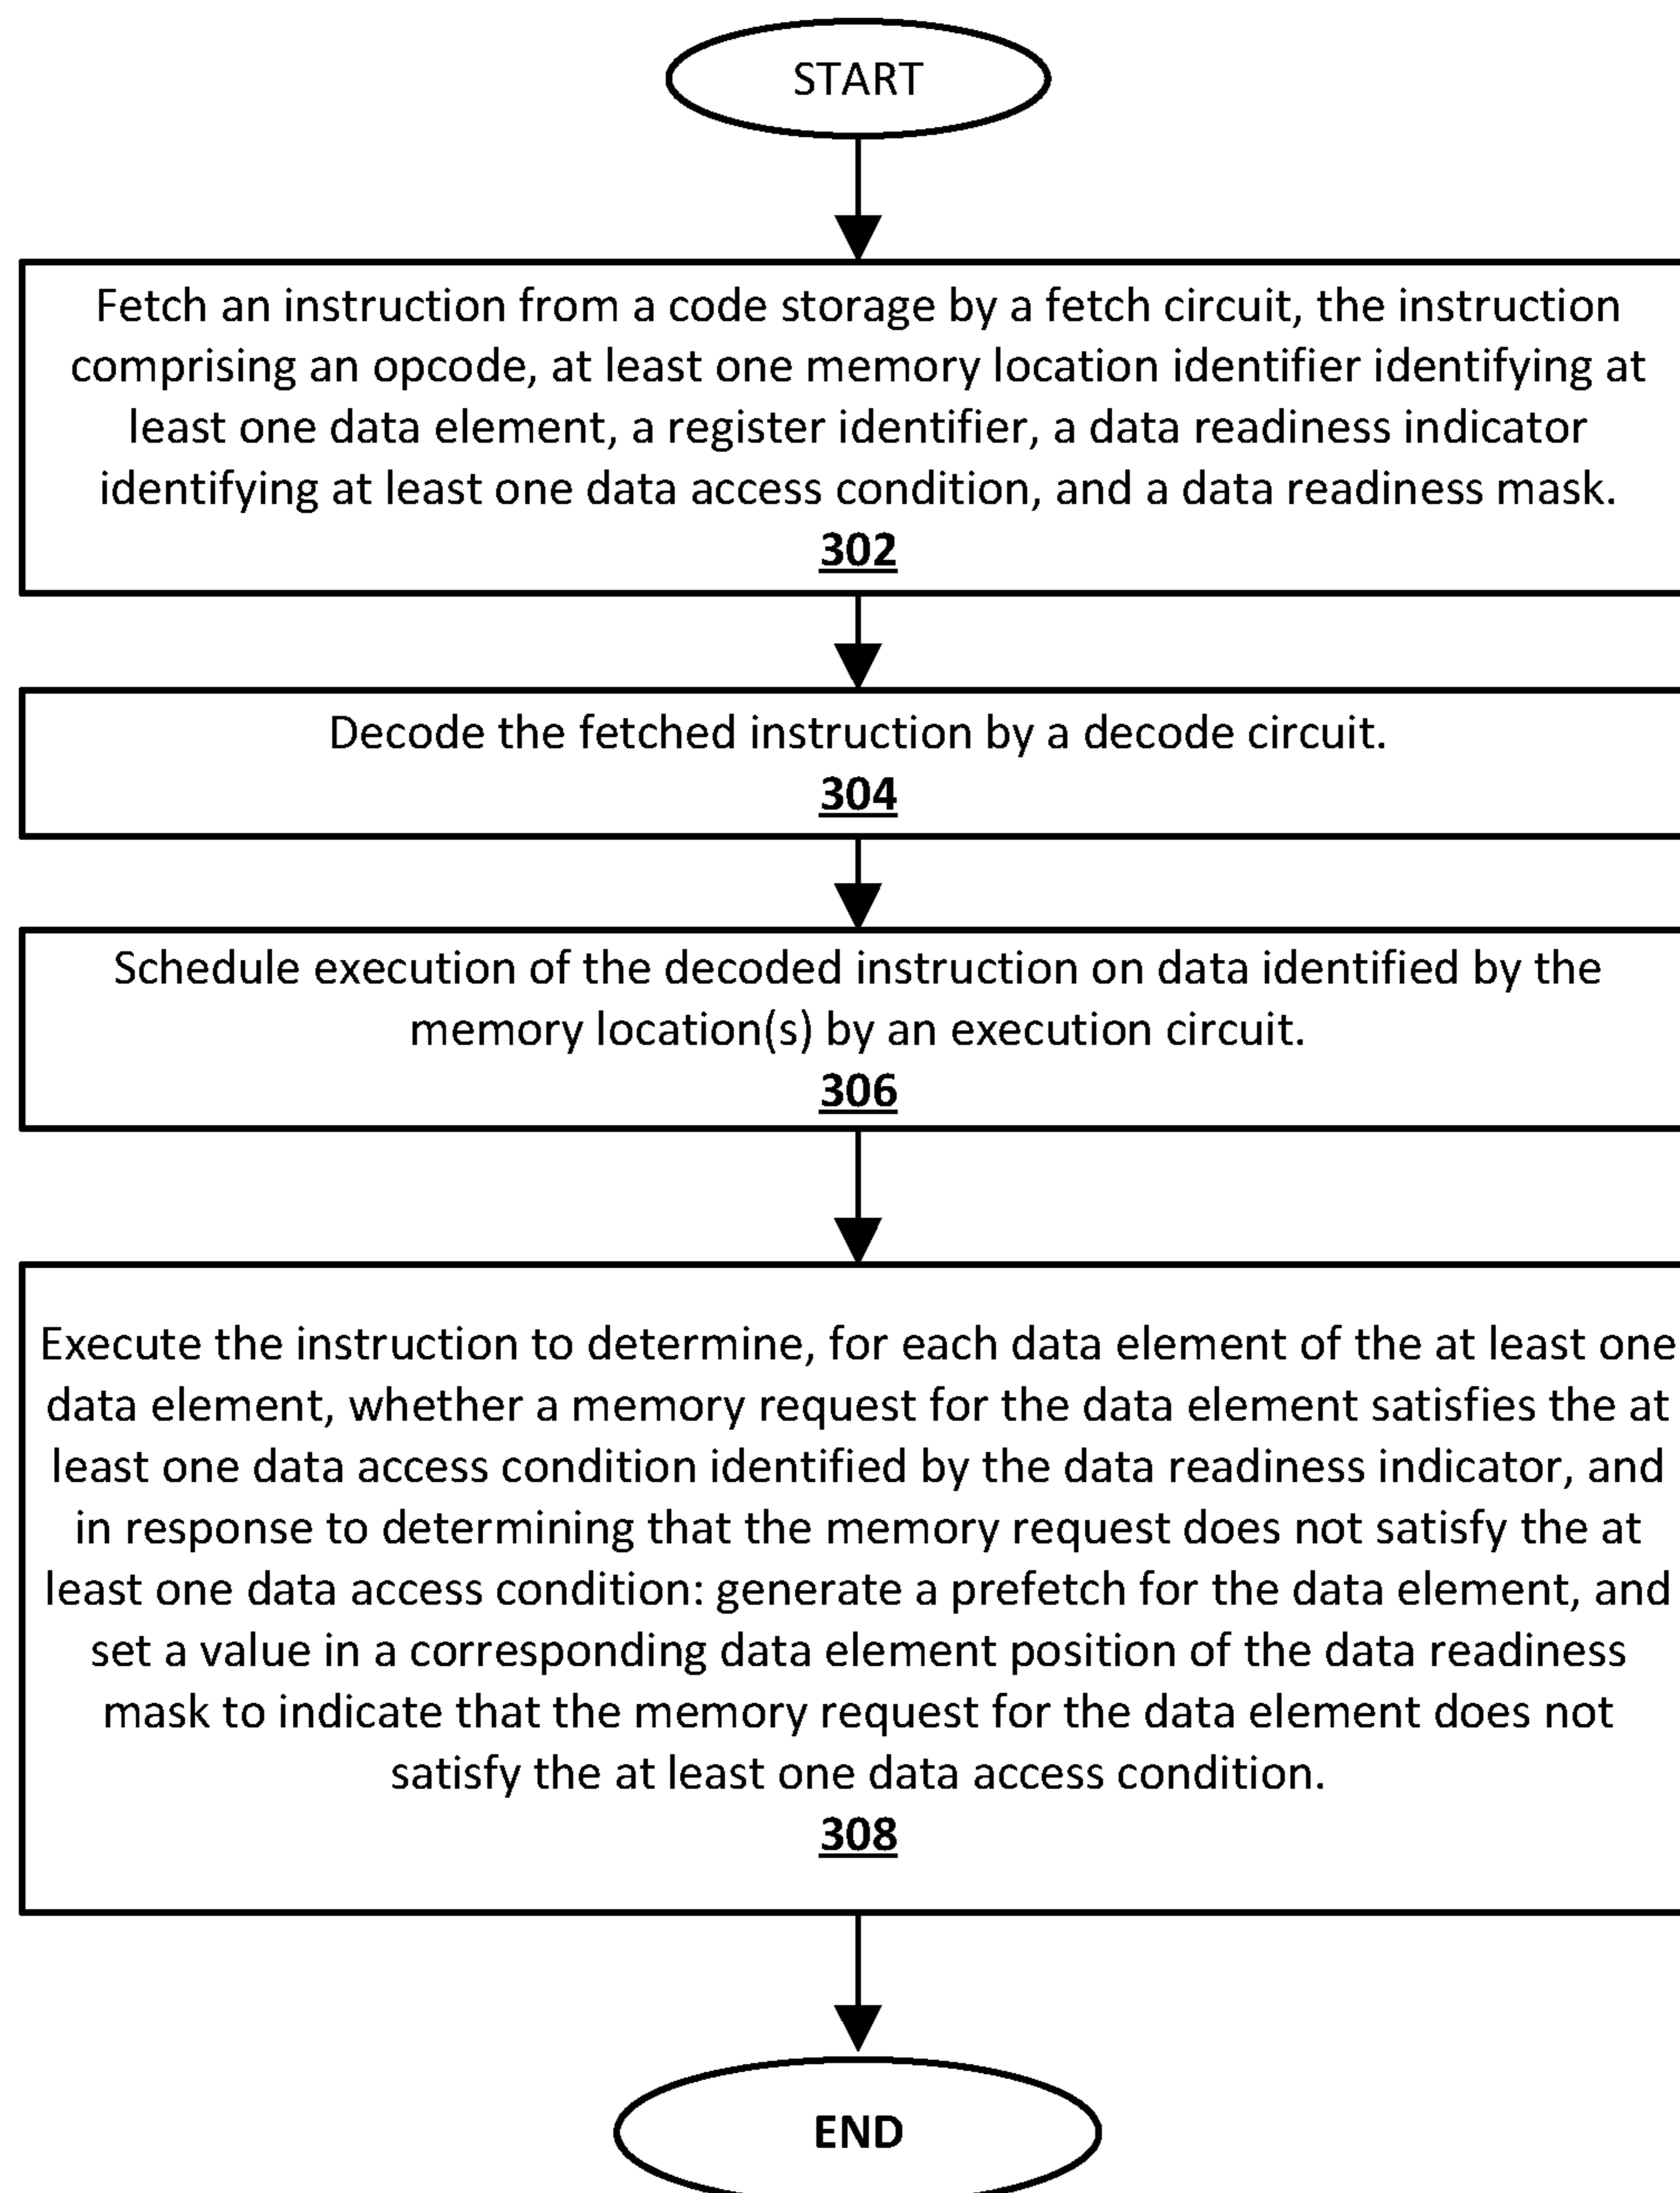 START
Fetch an instruction from a code storage by a fetch circuit, the instruction
comprising an opcode, at least one memory location identifier identifying at
least one data element, a register identifier, a data readiness indicator
identifying at least one data access condition, and a data readiness mask.
302
Decode the fetched instruction by a decode circuit.
304
Schedule execution of the decoded instruction on data identified by the
memory location(s) by an execution circuit.
306
Execute the instruction to determine, for each data element of the at least one
data element, whether a memory request for the data element satisfies the at
least one data access condition identified by the data readiness indicator, and
in response to determining that the memory request does not satisfy the at
least one data access condition: generate a prefetch for the data element, and
set a value in a corresponding data element position of the data readiness
mask to indicate that the memory request for the data element does not
satisfy the at least one data access condition.
308
END